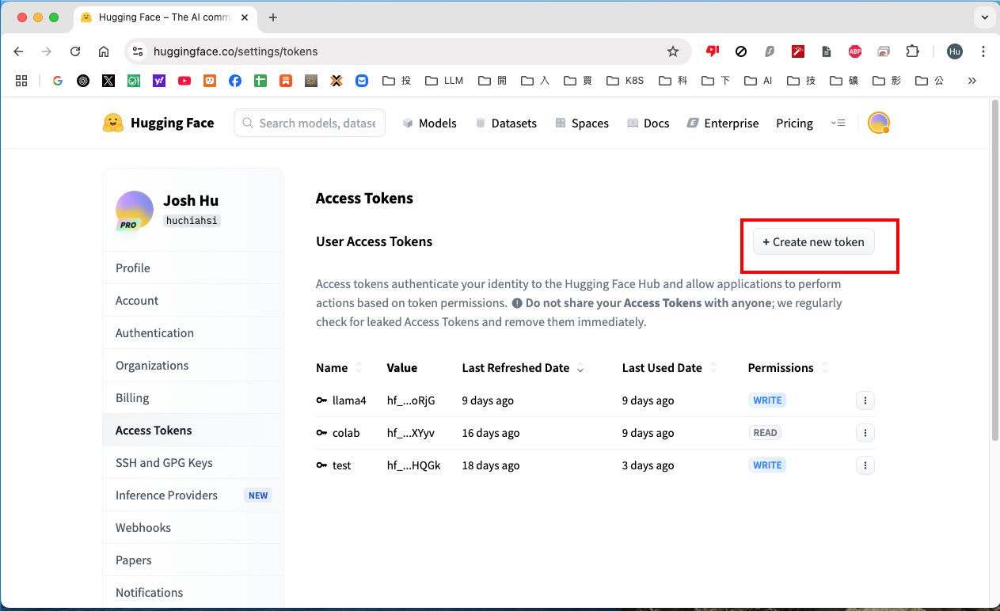 Hugging Face – The AI comm
huggingface.co/settings/tokens
ABP
Hu
投 LLM 開 入 買 K8S 科 下 AI 技 礦 影 公
Hugging Face
Search models, datase
Models
Datasets
Spaces
Docs
Enterprise
Pricing
Josh Hu
PRO
huchiahsi
Profile
Account
Authentication
Organizations
Billing
Access Tokens
SSH and GPG Keys
Inference Providers NEW
Webhooks
Papers
Notifications
Access Tokens
User Access Tokens
+ Create new token
Access tokens authenticate your identity to the Hugging Face Hub and allow applications to perform
actions based on token permissions. Do not share your Access Tokens with anyone; we regularly
check for leaked Access Tokens and remove them immediately.
Name Value Last Refreshed Date Last Used Date Permissions
llama4 hf_...oRjG 9 days ago 9 days ago WRITE
colab hf_...XYyv 16 days ago 9 days ago READ
test hf_...HQGk 18 days ago 3 days ago WRITE